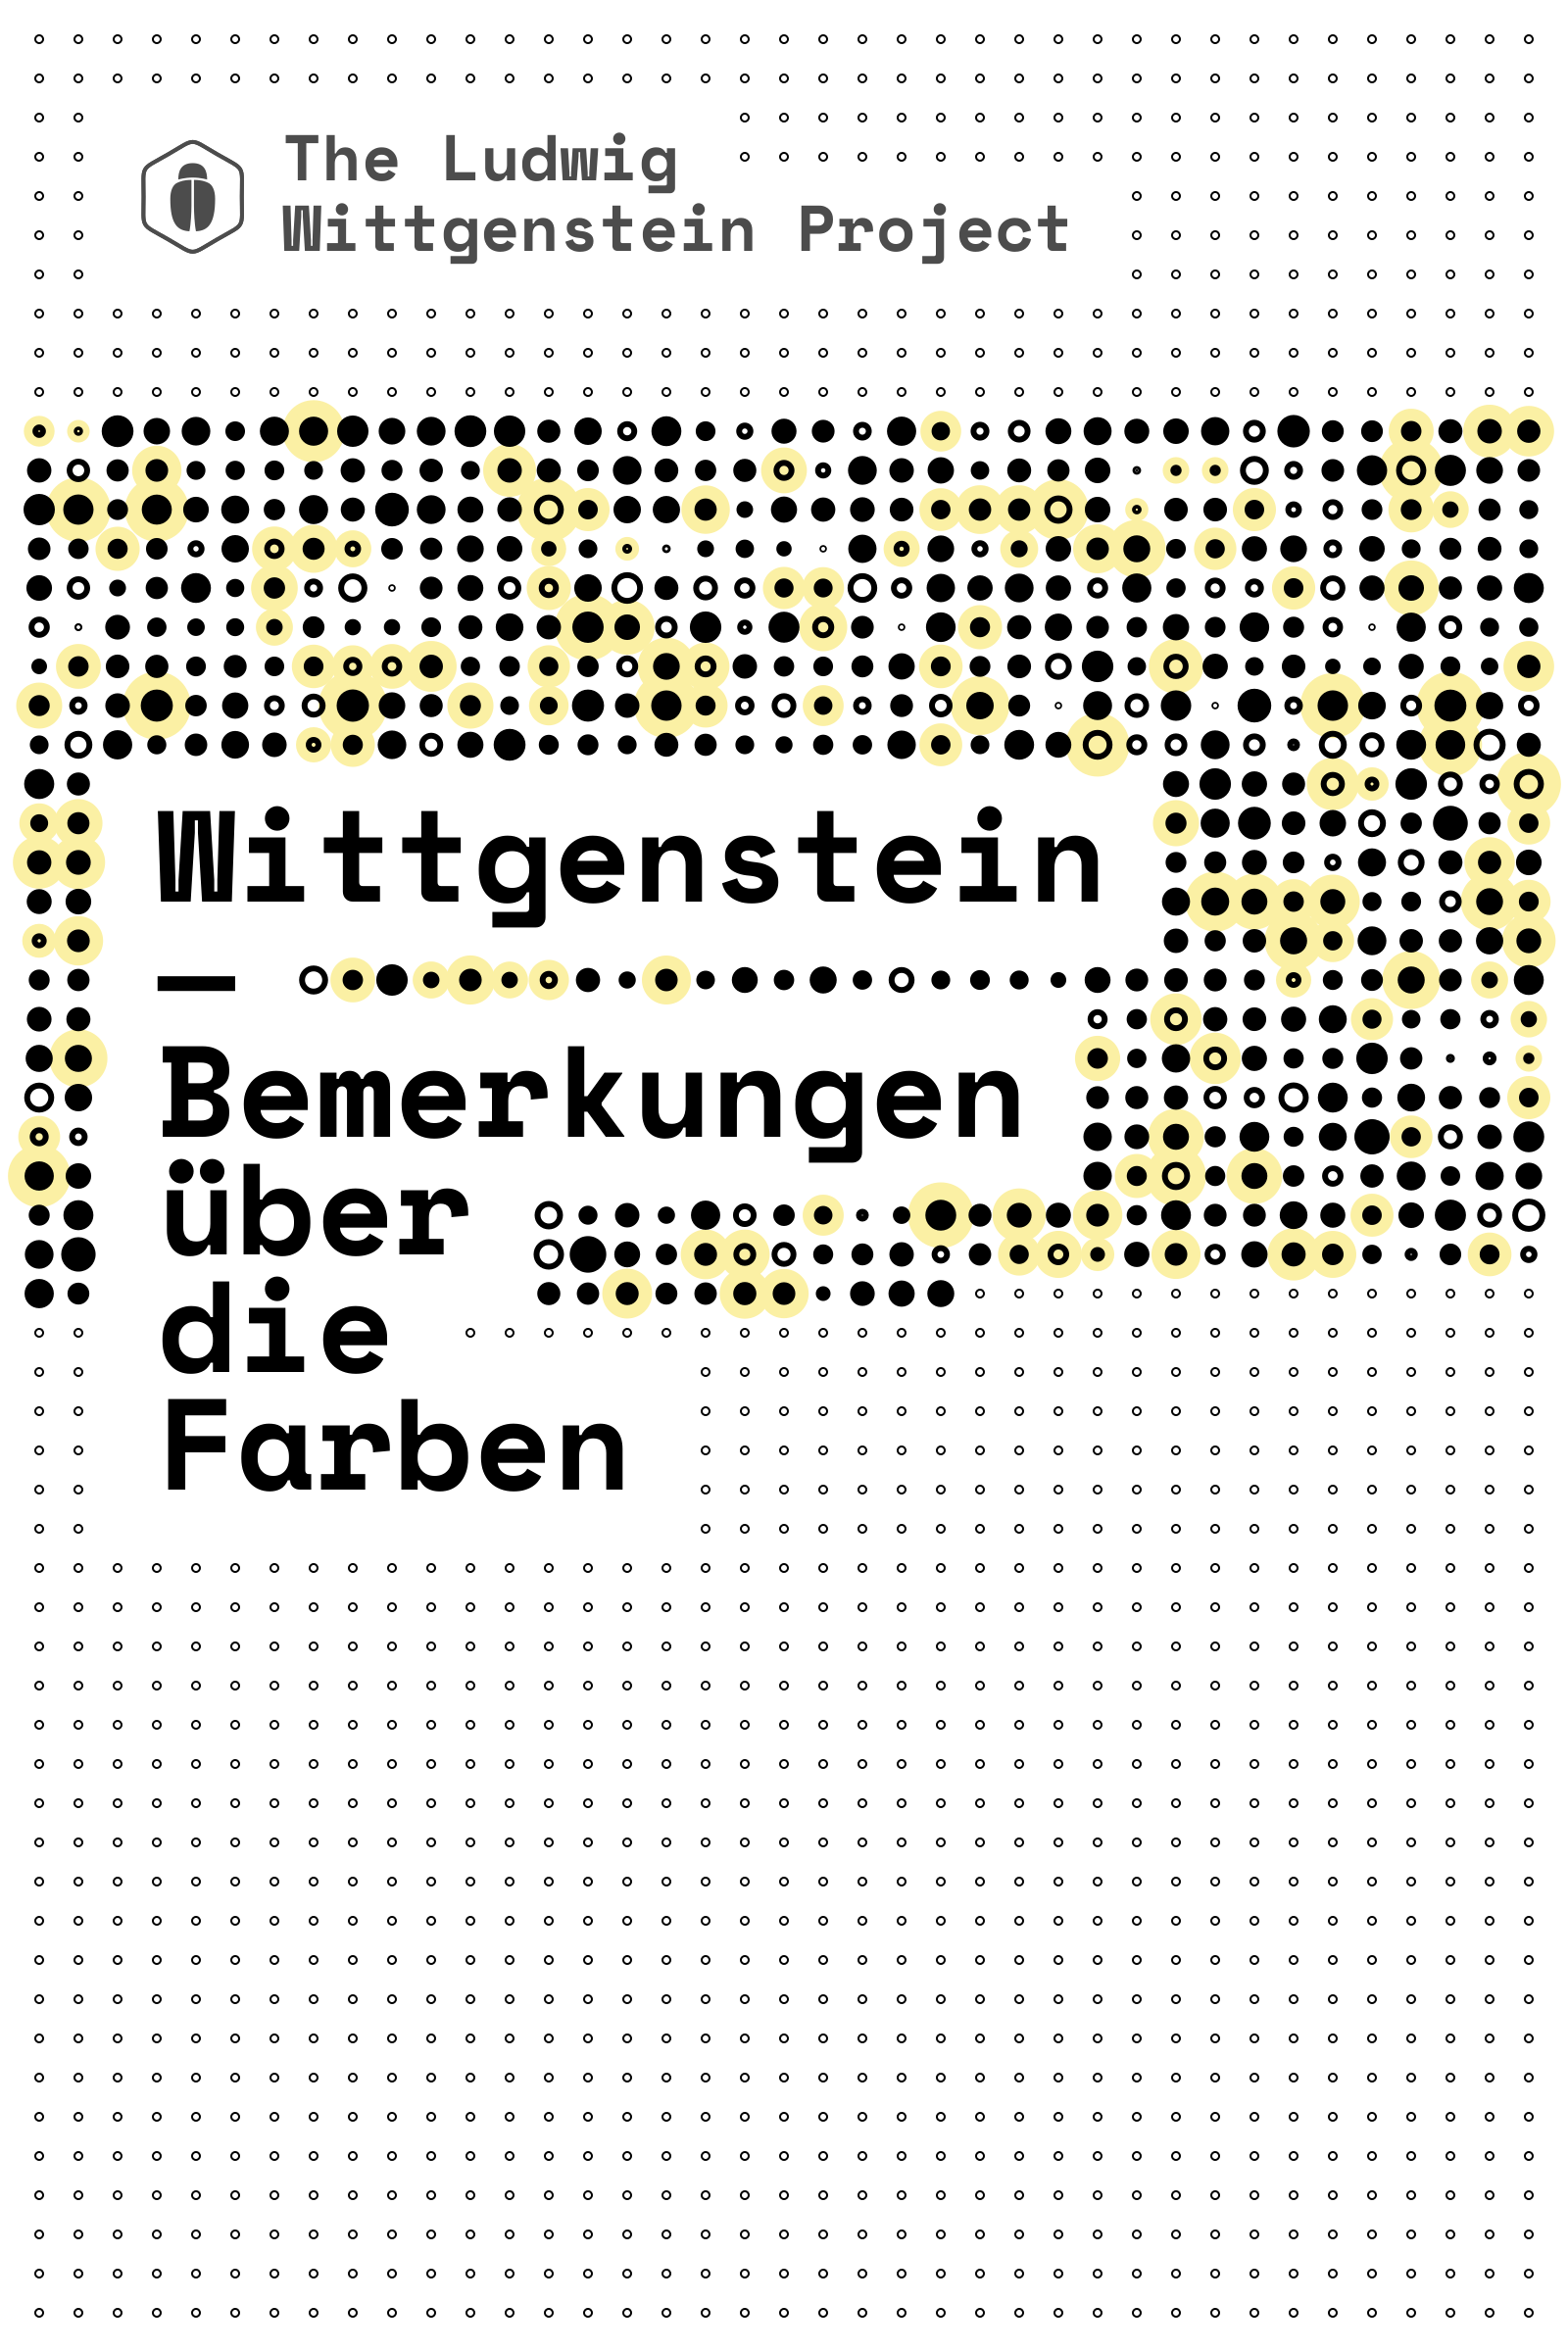 The Ludwig
Wittgenstein Project
Wittgenstein
—
Bemerkungen
über
die
Farben